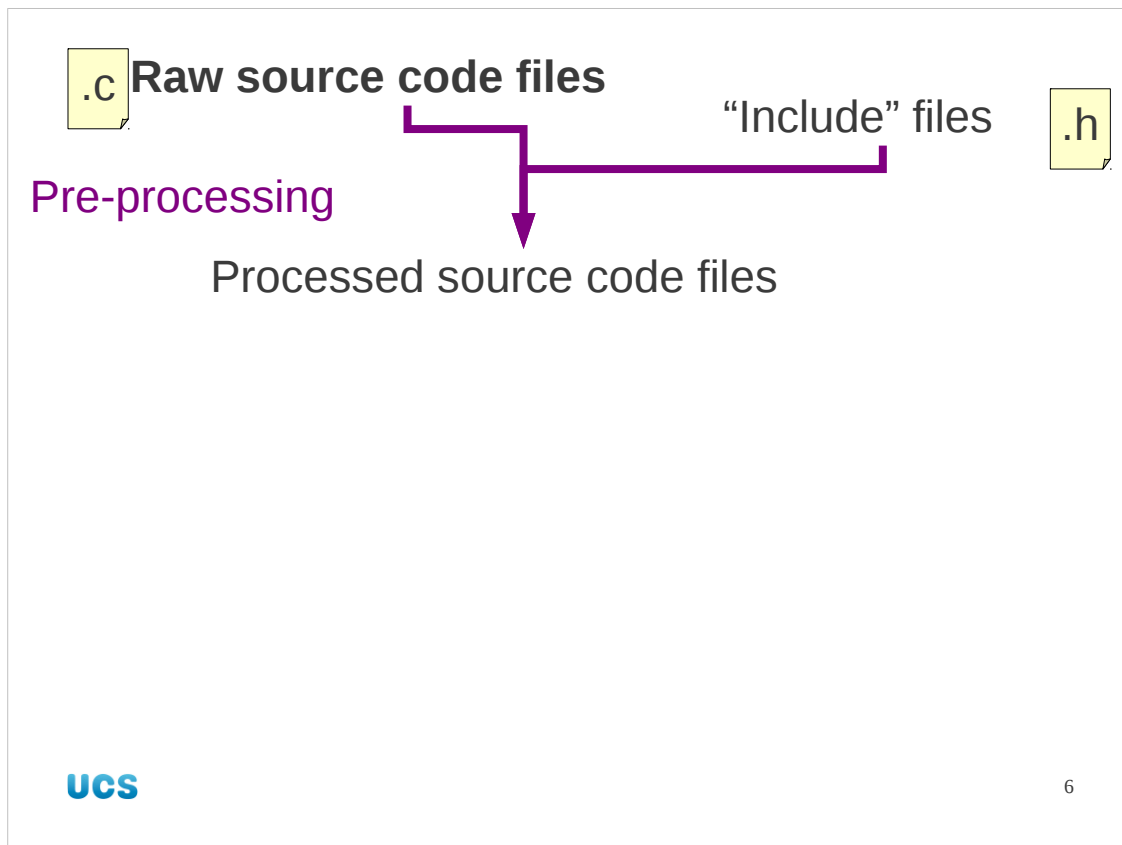 .c Raw source code files
“Include” files .h
Pre-processing
Processed source code files
UCS
6